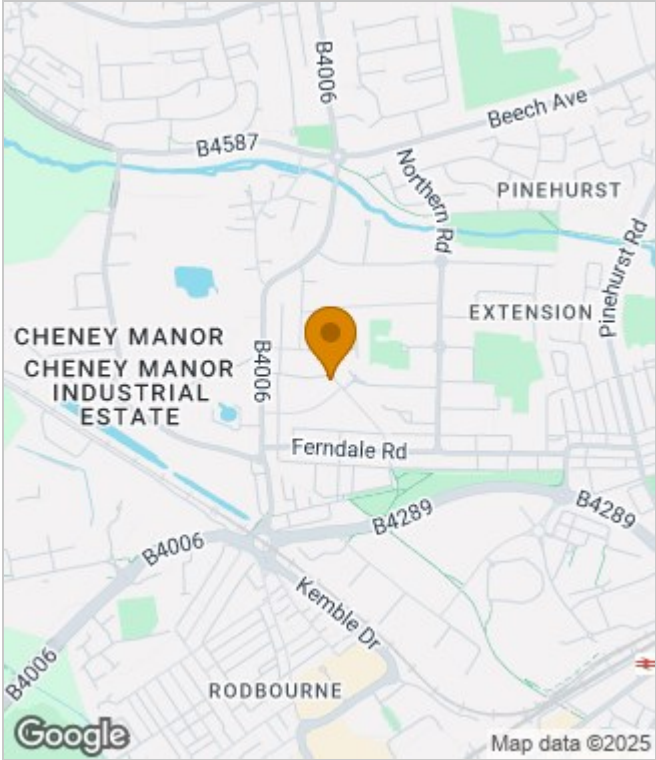 B4006
Beech Ave
B4587
Northern Rd
PINEHURST
Pinehurst Rd
EXTENSION
CHENEY MANOR
CHENEY MANOR
INDUSTRIAL
ESTATE
B4006
Ferndale Rd
B4289
B4289
B4006
Kemble Dr
B4006
RODBOURNE
Google
Map data ©2025